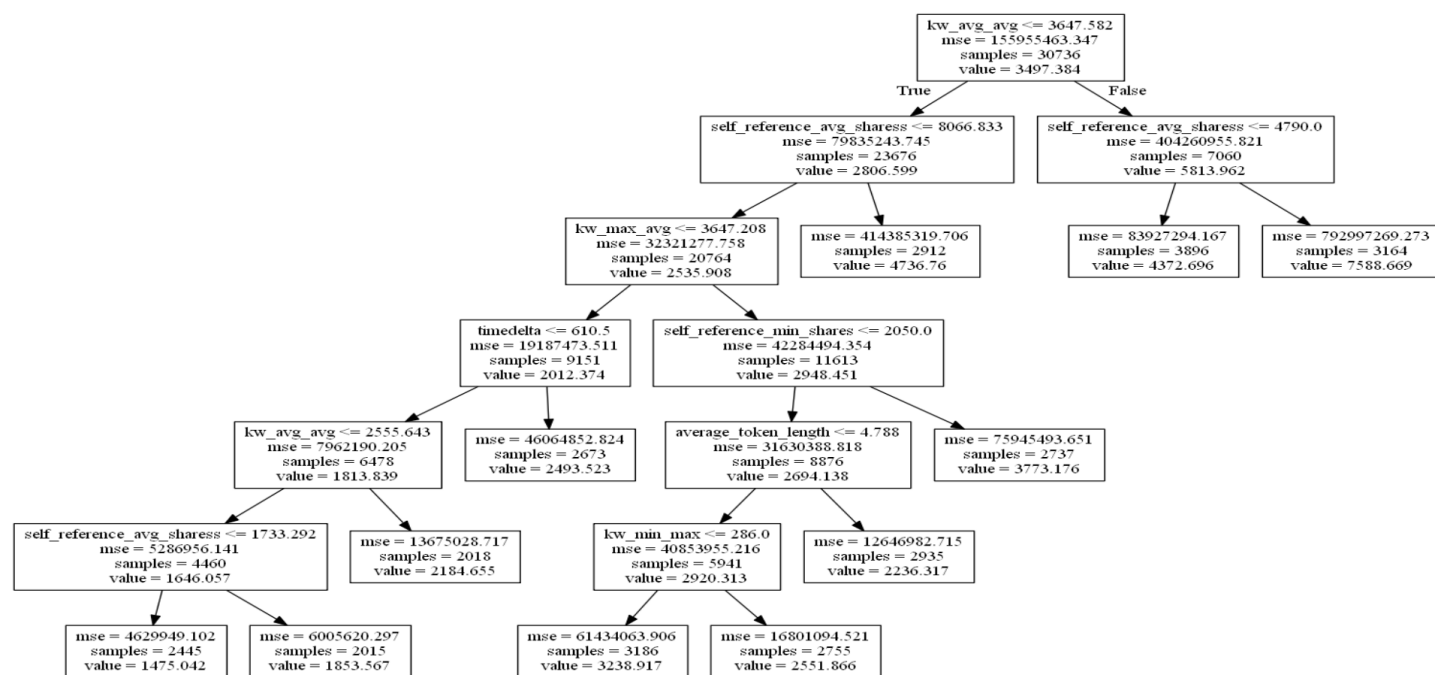 kw_avg_avg <= 3647.582
mse = 155955463.347
samples = 30736
value = 3497.384
True
False
self_reference_avg_sharess <= 8066.833
mse = 79835243.745
samples = 23676
value = 2806.599
self_reference_avg_sharess <= 4790.0
mse = 404260955.821
samples = 7060
value = 5813.962
kw_max_avg <= 3647.208
mse = 32321277.758
samples = 20764
value = 2535.908
mse = 414385319.706
samples = 2912
value = 4736.76
mse = 83927294.167
samples = 3896
value = 4372.696
mse = 792997269.273
samples = 3164
value = 7588.669
timedelta <= 610.5
mse = 19187473.511
samples = 9151
value = 2012.374
self_reference_min_shares <= 2050.0
mse = 42284494.354
samples = 11613
value = 2948.451
kw_avg_avg <= 2555.643
mse = 7962190.205
samples = 6478
value = 1813.839
mse = 46064852.824
samples = 2673
value = 2493.523
average_token_length <= 4.788
mse = 31630388.818
samples = 8876
value = 2694.138
mse = 75945493.651
samples = 2737
value = 3773.176
self_reference_avg_sharess <= 1733.292
mse = 5286956.141
samples = 4460
value = 1646.057
mse = 13675028.717
samples = 2018
value = 2184.655
kw_min_max <= 286.0
mse = 40853955.216
samples = 5941
value = 2920.313
mse = 12646982.715
samples = 2935
value = 2236.317
mse = 4629949.102
samples = 2445
value = 1475.042
mse = 6005620.297
samples = 2015
value = 1853.567
mse = 61434063.906
samples = 3186
value = 3238.917
mse = 16801094.521
samples = 2755
value = 2551.866